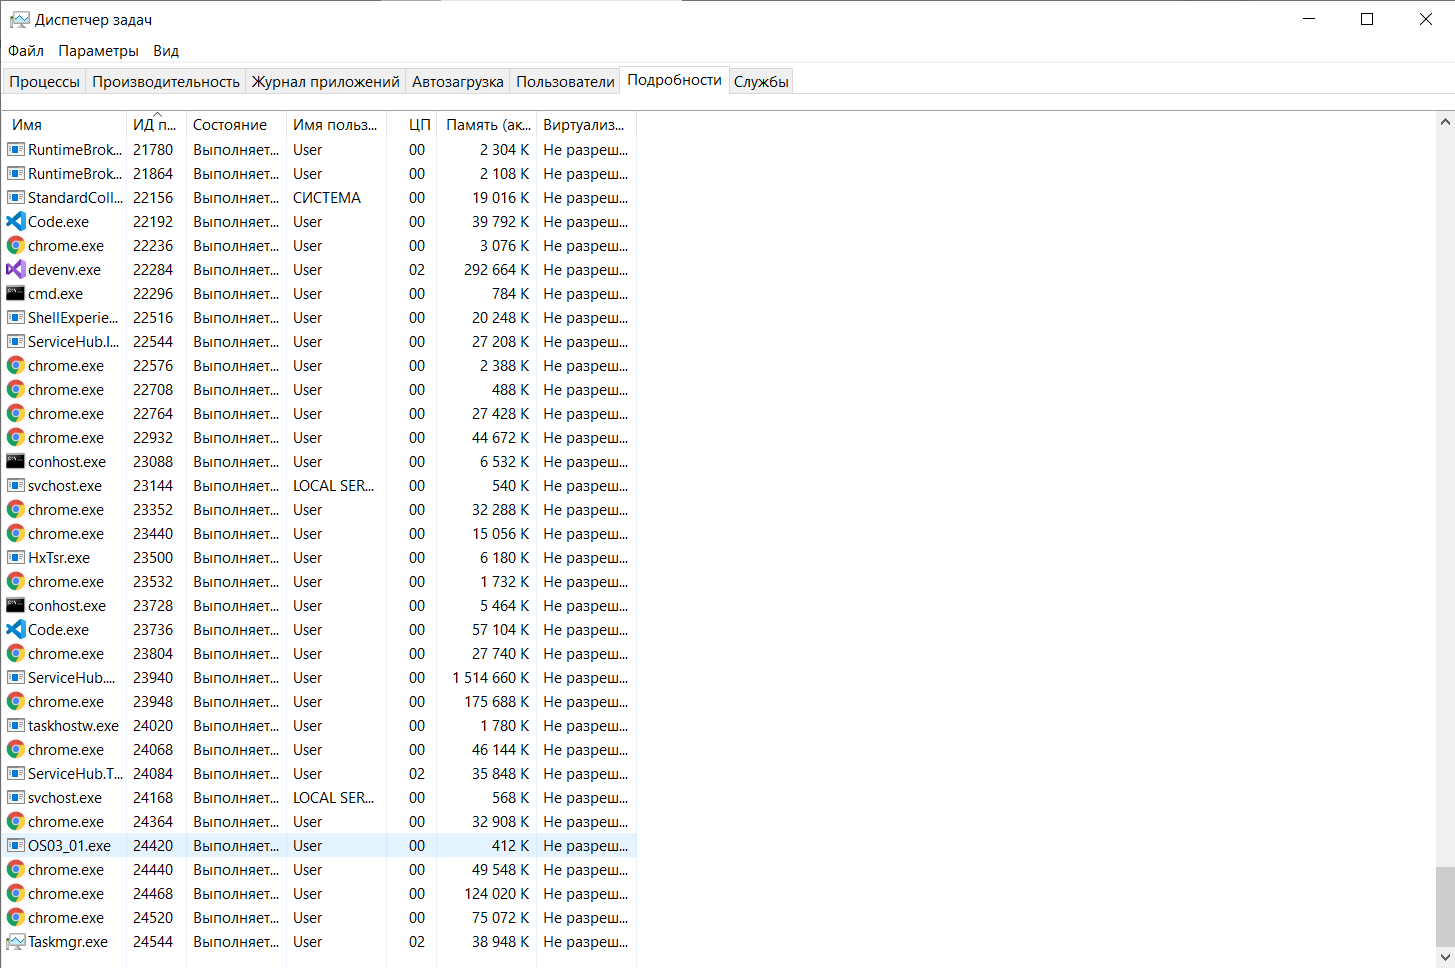 Диспетчер задач
Файл Параметры Вид
Процессы Производительность Журнал приложений Автозагрузка Пользователи Подробности Службы
Имя ИД п... Состояние Имя польз... ЦП Память (ак... Виртуализ...
RuntimeBrok... 21780 Выполняет... User 00 2 304 K Не разреш...
RuntimeBrok... 21864 Выполняет... User 00 2 108 K Не разреш...
StandardColl... 22156 Выполняет... СИСТЕМА 00 19 016 K Не разреш...
Code.exe 22192 Выполняет... User 00 39 792 K Не разреш...
chrome.exe 22236 Выполняет... User 00 3 076 K Не разреш...
devenv.exe 22284 Выполняет... User 02 292 664 K Не разреш...
cmd.exe 22296 Выполняет... User 00 784 K Не разреш...
ShellExperie... 22516 Выполняет... User 00 20 248 K Не разреш...
ServiceHub.I... 22544 Выполняет... User 00 27 208 K Не разреш...
chrome.exe 22576 Выполняет... User 00 2 388 K Не разреш...
chrome.exe 22708 Выполняет... User 00 488 K Не разреш...
chrome.exe 22764 Выполняет... User 00 27 428 K Не разреш...
chrome.exe 22932 Выполняет... User 00 44 672 K Не разреш...
conhost.exe 23088 Выполняет... User 00 6 532 K Не разреш...
svchost.exe 23144 Выполняет... LOCAL SER... 00 540 K Не разреш...
chrome.exe 23352 Выполняет... User 00 32 288 K Не разреш...
chrome.exe 23440 Выполняет... User 00 15 056 K Не разреш...
HxTsr.exe 23500 Выполняет... User 00 6 180 K Не разреш...
chrome.exe 23532 Выполняет... User 00 1 732 K Не разреш...
conhost.exe 23728 Выполняет... User 00 5 464 K Не разреш...
Code.exe 23736 Выполняет... User 00 57 104 K Не разреш...
chrome.exe 23804 Выполняет... User 00 27 740 K Не разреш...
ServiceHub.... 23940 Выполняет... User 00 1 514 660 K Не разреш...
chrome.exe 23948 Выполняет... User 00 175 688 K Не разреш...
taskhostw.exe 24020 Выполняет... User 00 1 780 K Не разреш...
chrome.exe 24068 Выполняет... User 00 46 144 K Не разреш...
ServiceHub.T... 24084 Выполняет... User 02 35 848 K Не разреш...
svchost.exe 24168 Выполняет... LOCAL SER... 00 568 K Не разреш...
chrome.exe 24364 Выполняет... User 00 32 908 K Не разреш...
OS03_01.exe 24420 Выполняет... User 00 412 K Не разреш...
chrome.exe 24440 Выполняет... User 00 49 548 K Не разреш...
chrome.exe 24468 Выполняет... User 00 124 020 K Не разреш...
chrome.exe 24520 Выполняет... User 00 75 072 K Не разреш...
Taskmgr.exe 24544 Выполняет... User 02 38 948 K Не разреш...